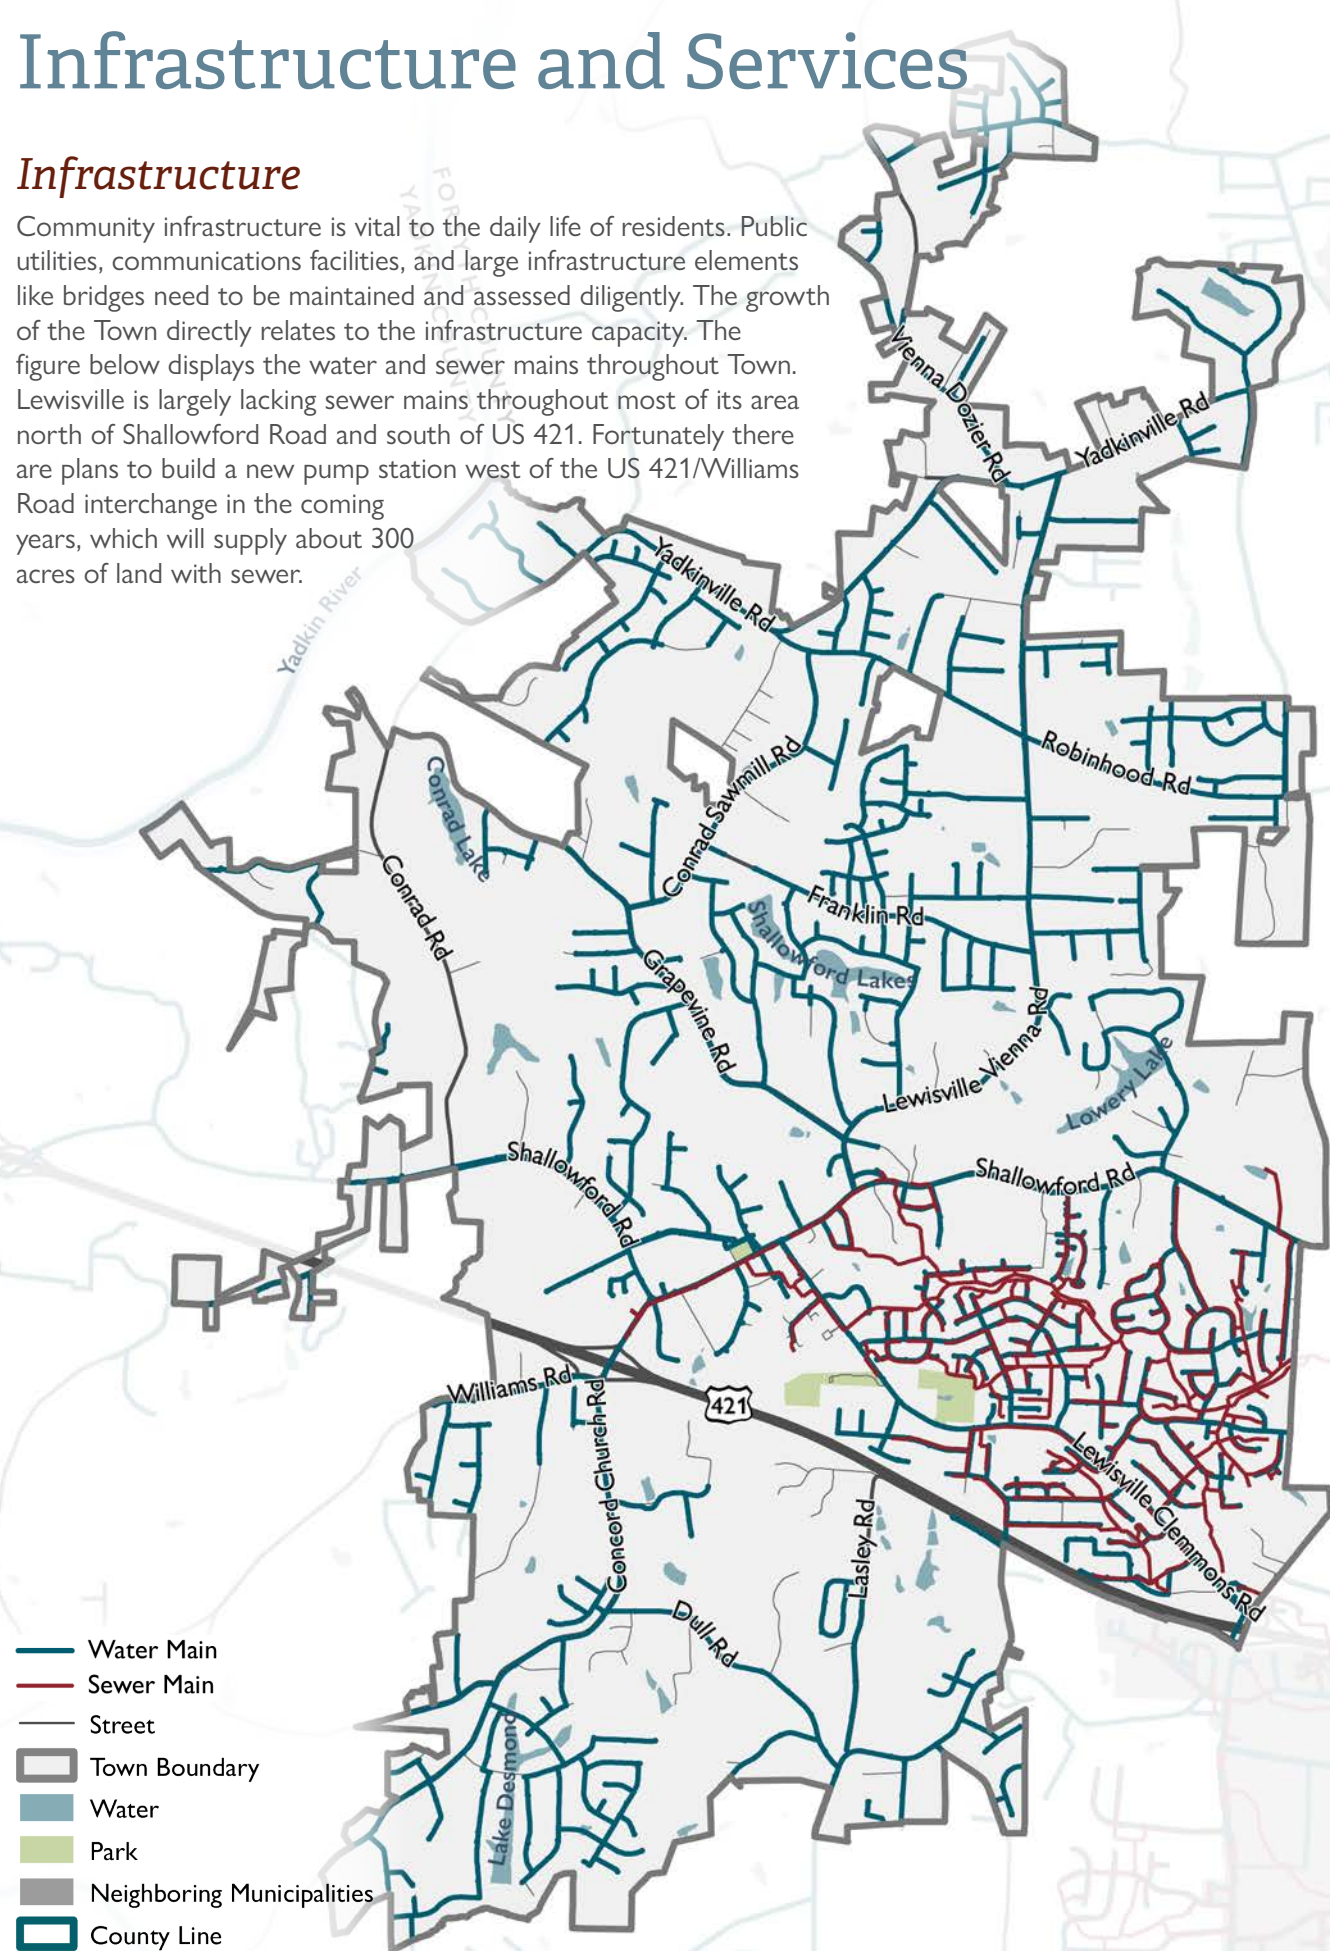 Infrastructure and Services
Infrastructure
Community infrastructure is vital to the daily life of residents. Public
utilities, communications facilities, and large infrastructure elements
like bridges need to be maintained and assessed diligently. The growth
of the Town directly relates to the infrastructure capacity. The
figure below displays the water and sewer mains throughout Town.
Lewisville is largely lacking sewer mains throughout most of its area
north of Shallowford Road and south of US 421. Fortunately there
are plans to build a new pump station west of the US 421/Williams
Road interchange in the coming
years, which will supply about 300
acres of land with sewer.
FORSYTH COUNTY
YADKIN COUNTY
Yadkin River
Vienna Dozier Rd
Yadkinville Rd
Yadkinville Rd
Robinhood Rd
Conrad Sawmill Rd
Conrad Lake
Conrad Rd
Franklin Rd
Shallowford Lakes
Grapevine Rd
Lewisville Vienna Rd
Lowery Lake
Shallowford Rd
Shallowford Rd
Williams Rd
421
Concord Church Rd
Lewisville Clemmons Rd
Lasley Rd
Dull Rd
Lake Desmond
Water Main
Sewer Main
Street
Town Boundary
Water
Park
Neighboring Municipalities
County Line